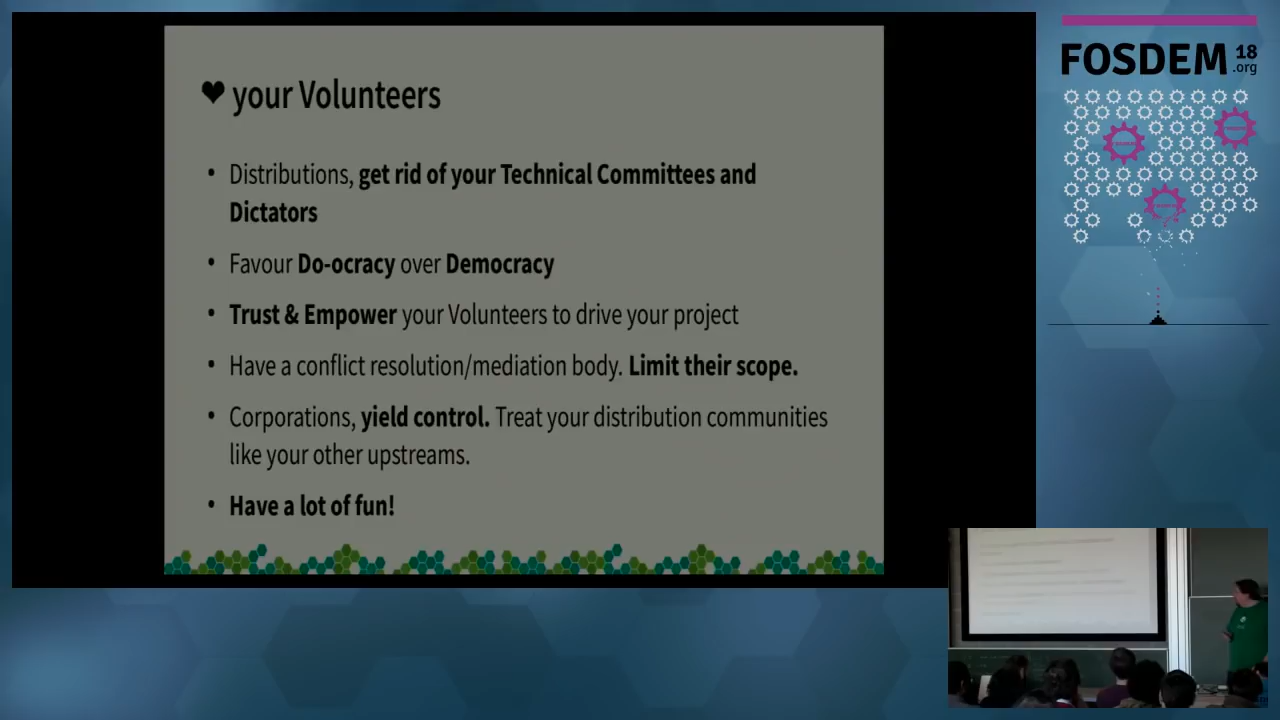 ♥ your Volunteers
• Distributions, get rid of your Technical Committees and
Dictators
• Favour Do-ocracy over Democracy
• Trust & Empower your Volunteers to drive your project
• Have a conflict resolution/mediation body. Limit their scope.
• Corporations, yield control. Treat your distribution communities
like your other upstreams.
• Have a lot of fun!
FOSDEM 18
.org